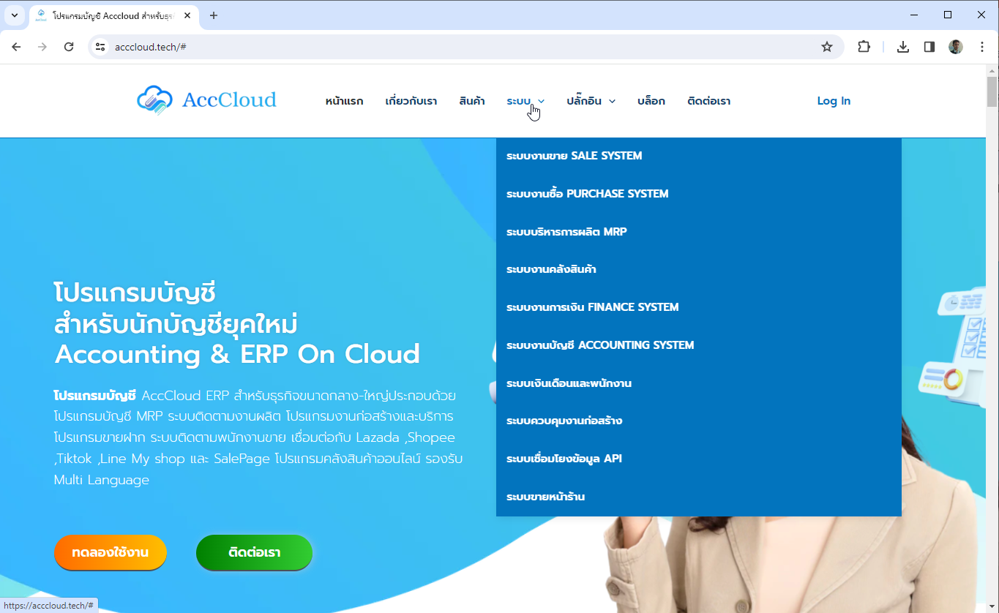 โปรแกรมบัญชี Acccloud สำหรับธุรกิ
acccloud.tech/#
AccCloud
หน้าแรก เกี่ยวกับเรา สินค้า ระบบ ปลั๊กอิน บล็อก ติดต่อเรา Log In
ระบบงานขาย SALE SYSTEM
ระบบงานซื้อ PURCHASE SYSTEM
ระบบบริหารการผลิต MRP
ระบบงานคลังสินค้า
ระบบงานการเงิน FINANCE SYSTEM
ระบบงานบัญชี ACCOUNTING SYSTEM
ระบบเงินเดือนและพนักงาน
ระบบควบคุมงานก่อสร้าง
ระบบเชื่อมโยงข้อมูล API
ระบบขายหน้าร้าน
โปรแกรมบัญชี
สำหรับนักบัญชียุคใหม่
Accounting & ERP On Cloud
โปรแกรมบัญชี AccCloud ERP สำหรับธุรกิจขนาดกลาง-ใหญ่ประกอบด้วย
โปรแกรมบัญชี MRP ระบบติดตามงานผลิต โปรแกรมงานก่อสร้างและบริการ
โปรแกรมขายฝาก ระบบติดตามพนักงานขาย เชื่อมต่อกับ Lazada ,Shopee
,Tiktok ,Line My shop และ SalePage โปรแกรมคลังสินค้าออนไลน์ รองรับ
Multi Language
ทดลองใช้งาน ติดต่อเรา
https://acccloud.tech/#